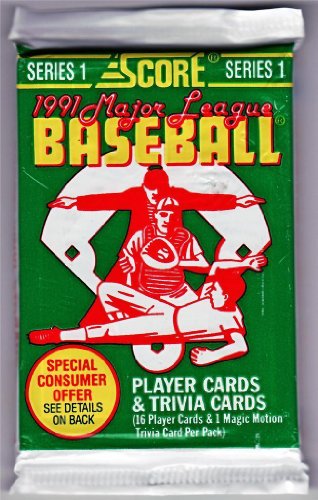 SERIES 1 SCORE® SERIES 1
1991 Major League
BASEBALL®
SPECIAL
CONSUMER
OFFER
SEE DETAILS
ON BACK
PLAYER CARDS
& TRIVIA CARDS
(16 Player Cards & 1 Magic Motion
Trivia Card Per Pack)